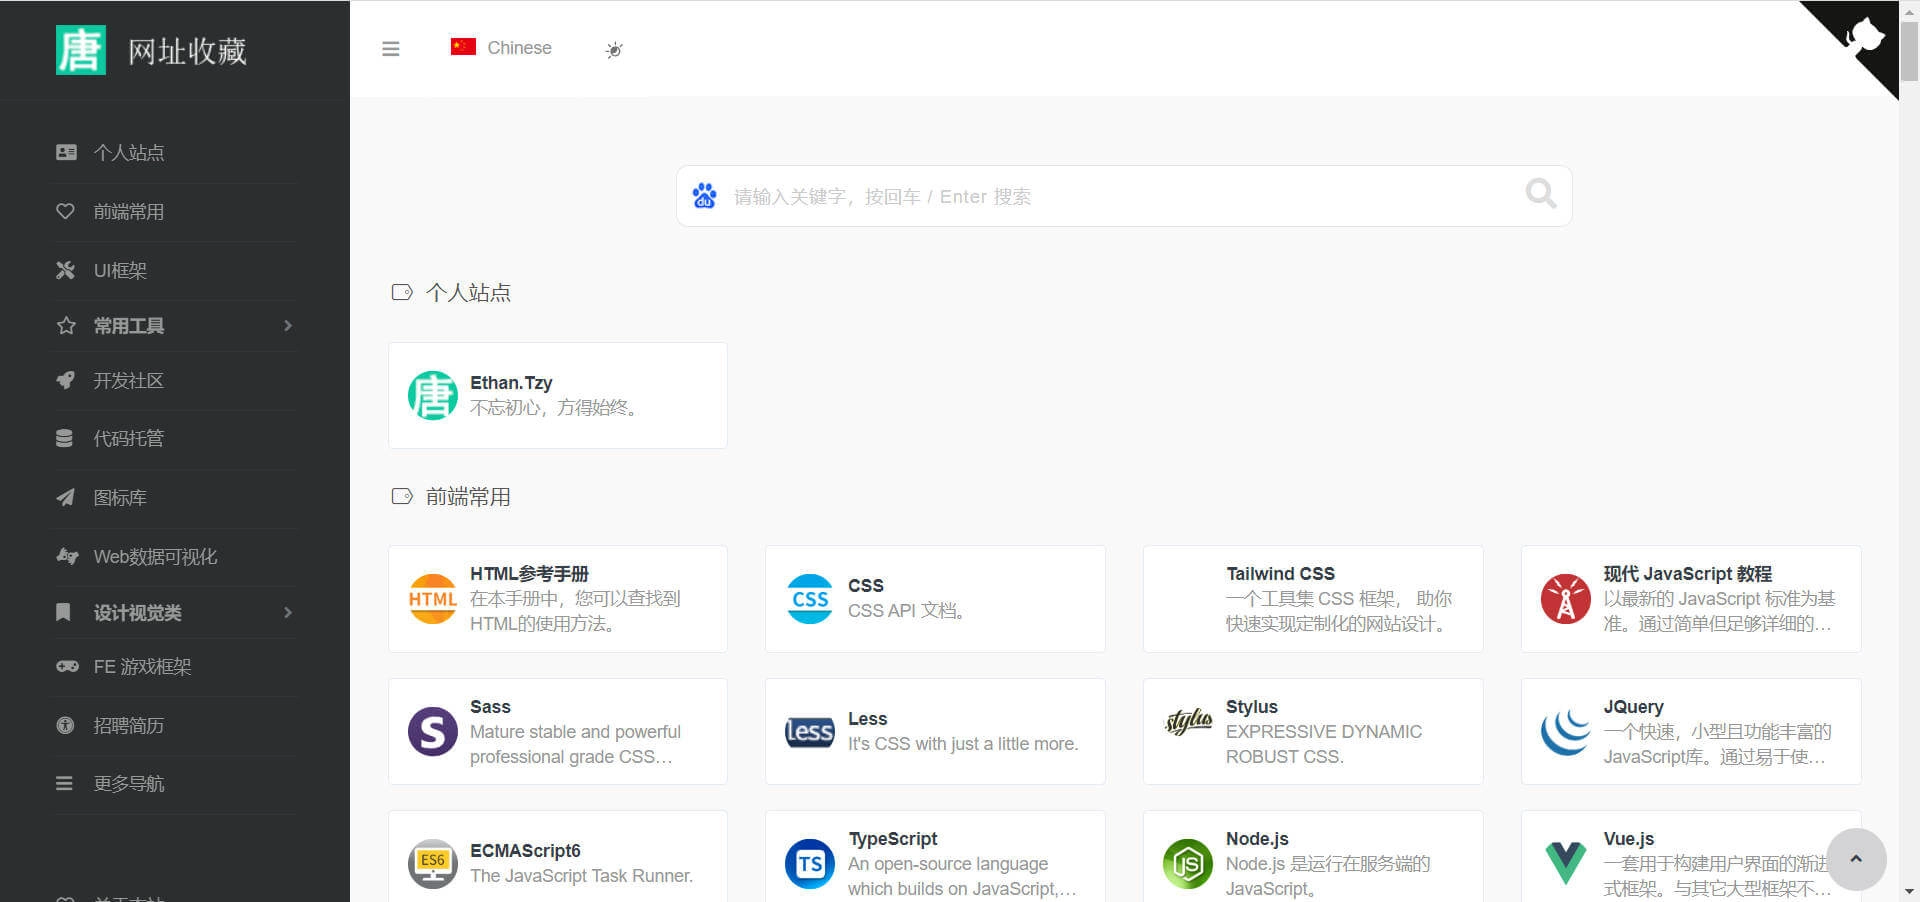 唐 网址收藏
Chinese
个人站点
前端常用
UI框架
常用工具
开发社区
代码托管
图标库
Web数据可视化
设计视觉类
FE 游戏框架
招聘简历
更多导航
du 请输入关键字，按回车 / Enter 搜索
个人站点
唐
Ethan.Tzy
不忘初心，方得始终。
前端常用
HTML
HTML参考手册
在本手册中，您可以查找到
HTML的使用方法。
CSS
CSS
CSS API 文档。
Tailwind CSS
一个工具集 CSS 框架， 助你
快速实现定制化的网站设计。
现代 JavaScript 教程
以最新的 JavaScript 标准为基
准。通过简单但足够详细的…
S
Sass
Mature stable and powerful
professional grade CSS…
less
Less
It's CSS with just a little more.
stylus
Stylus
EXPRESSIVE DYNAMIC
ROBUST CSS.
JQuery
一个快速，小型且功能丰富的
JavaScript库。通过易于使…
ES6
ECMAScript6
The JavaScript Task Runner.
TS
TypeScript
An open-source language
which builds on JavaScript,…
JS
Node.js
Node.js 是运行在服务端的
JavaScript。
Vue.js
一套用于构建用户界面的渐进
式框架。与其它大型框架不…